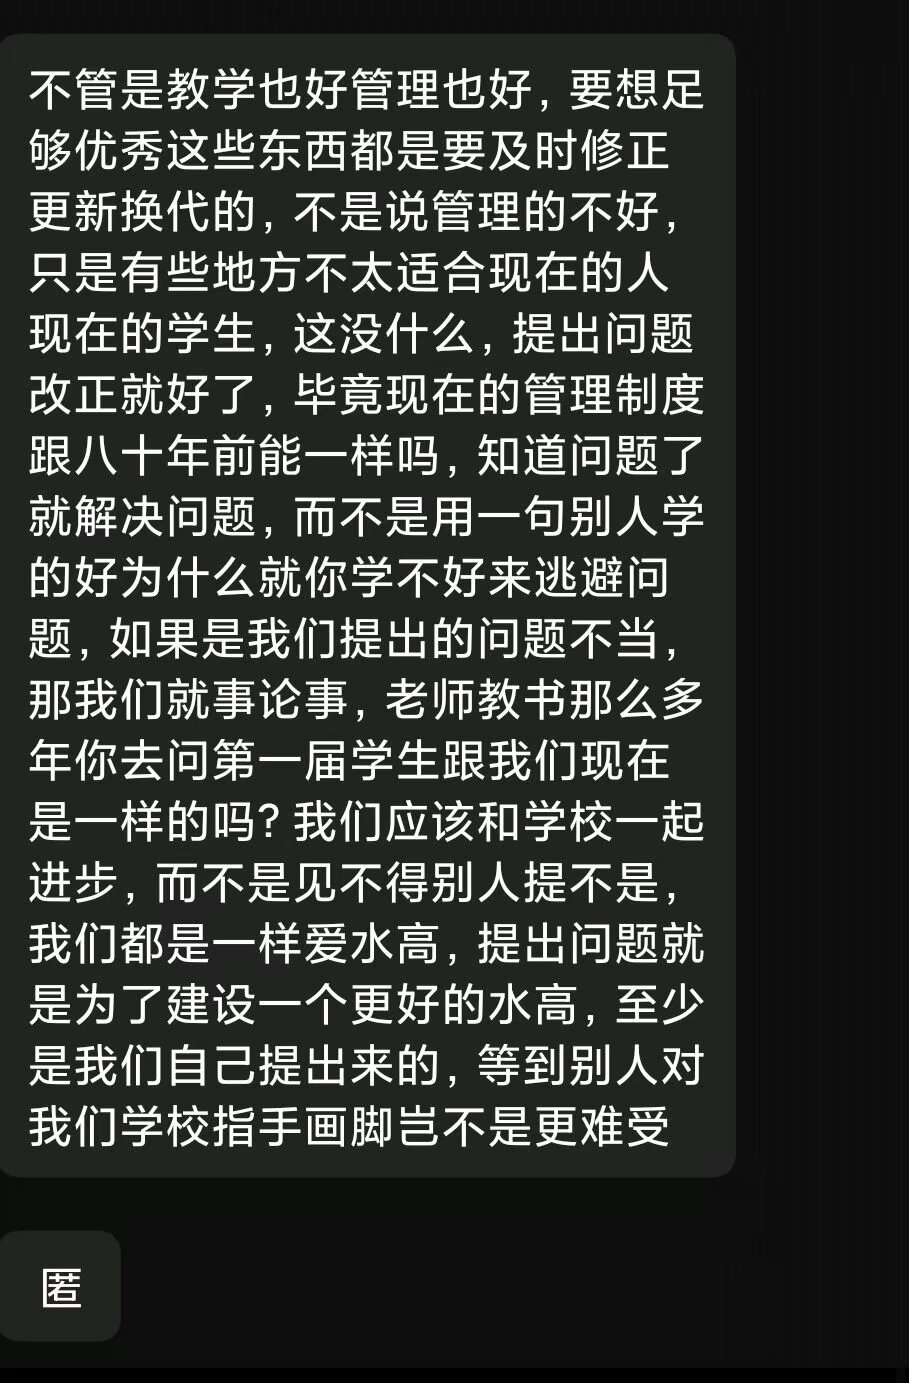 不管是教学也好管理也好，要想足
够优秀这些东西都是要及时修正
更新换代的，不是说管理的不好，
只是有些地方不太适合现在的人
现在的学生，这没什么，提出问题
改正就好了，毕竟现在的管理制度
跟八十年前能一样吗，知道问题了
就解决问题，而不是用一句别人学
的好为什么就你学不好来逃避问
题，如果是我们提出的问题不当，
那我们就事论事，老师教书那么多
年你去问第一届学生跟我们现在
是一样的吗？我们应该和学校一起
进步，而不是见不得别人提不是，
我们都是一样爱水高，提出问题就
是为了建设一个更好的水高，至少
是我们自己提出来的，等到别人对
我们学校指手画脚岂不是更难受
匿